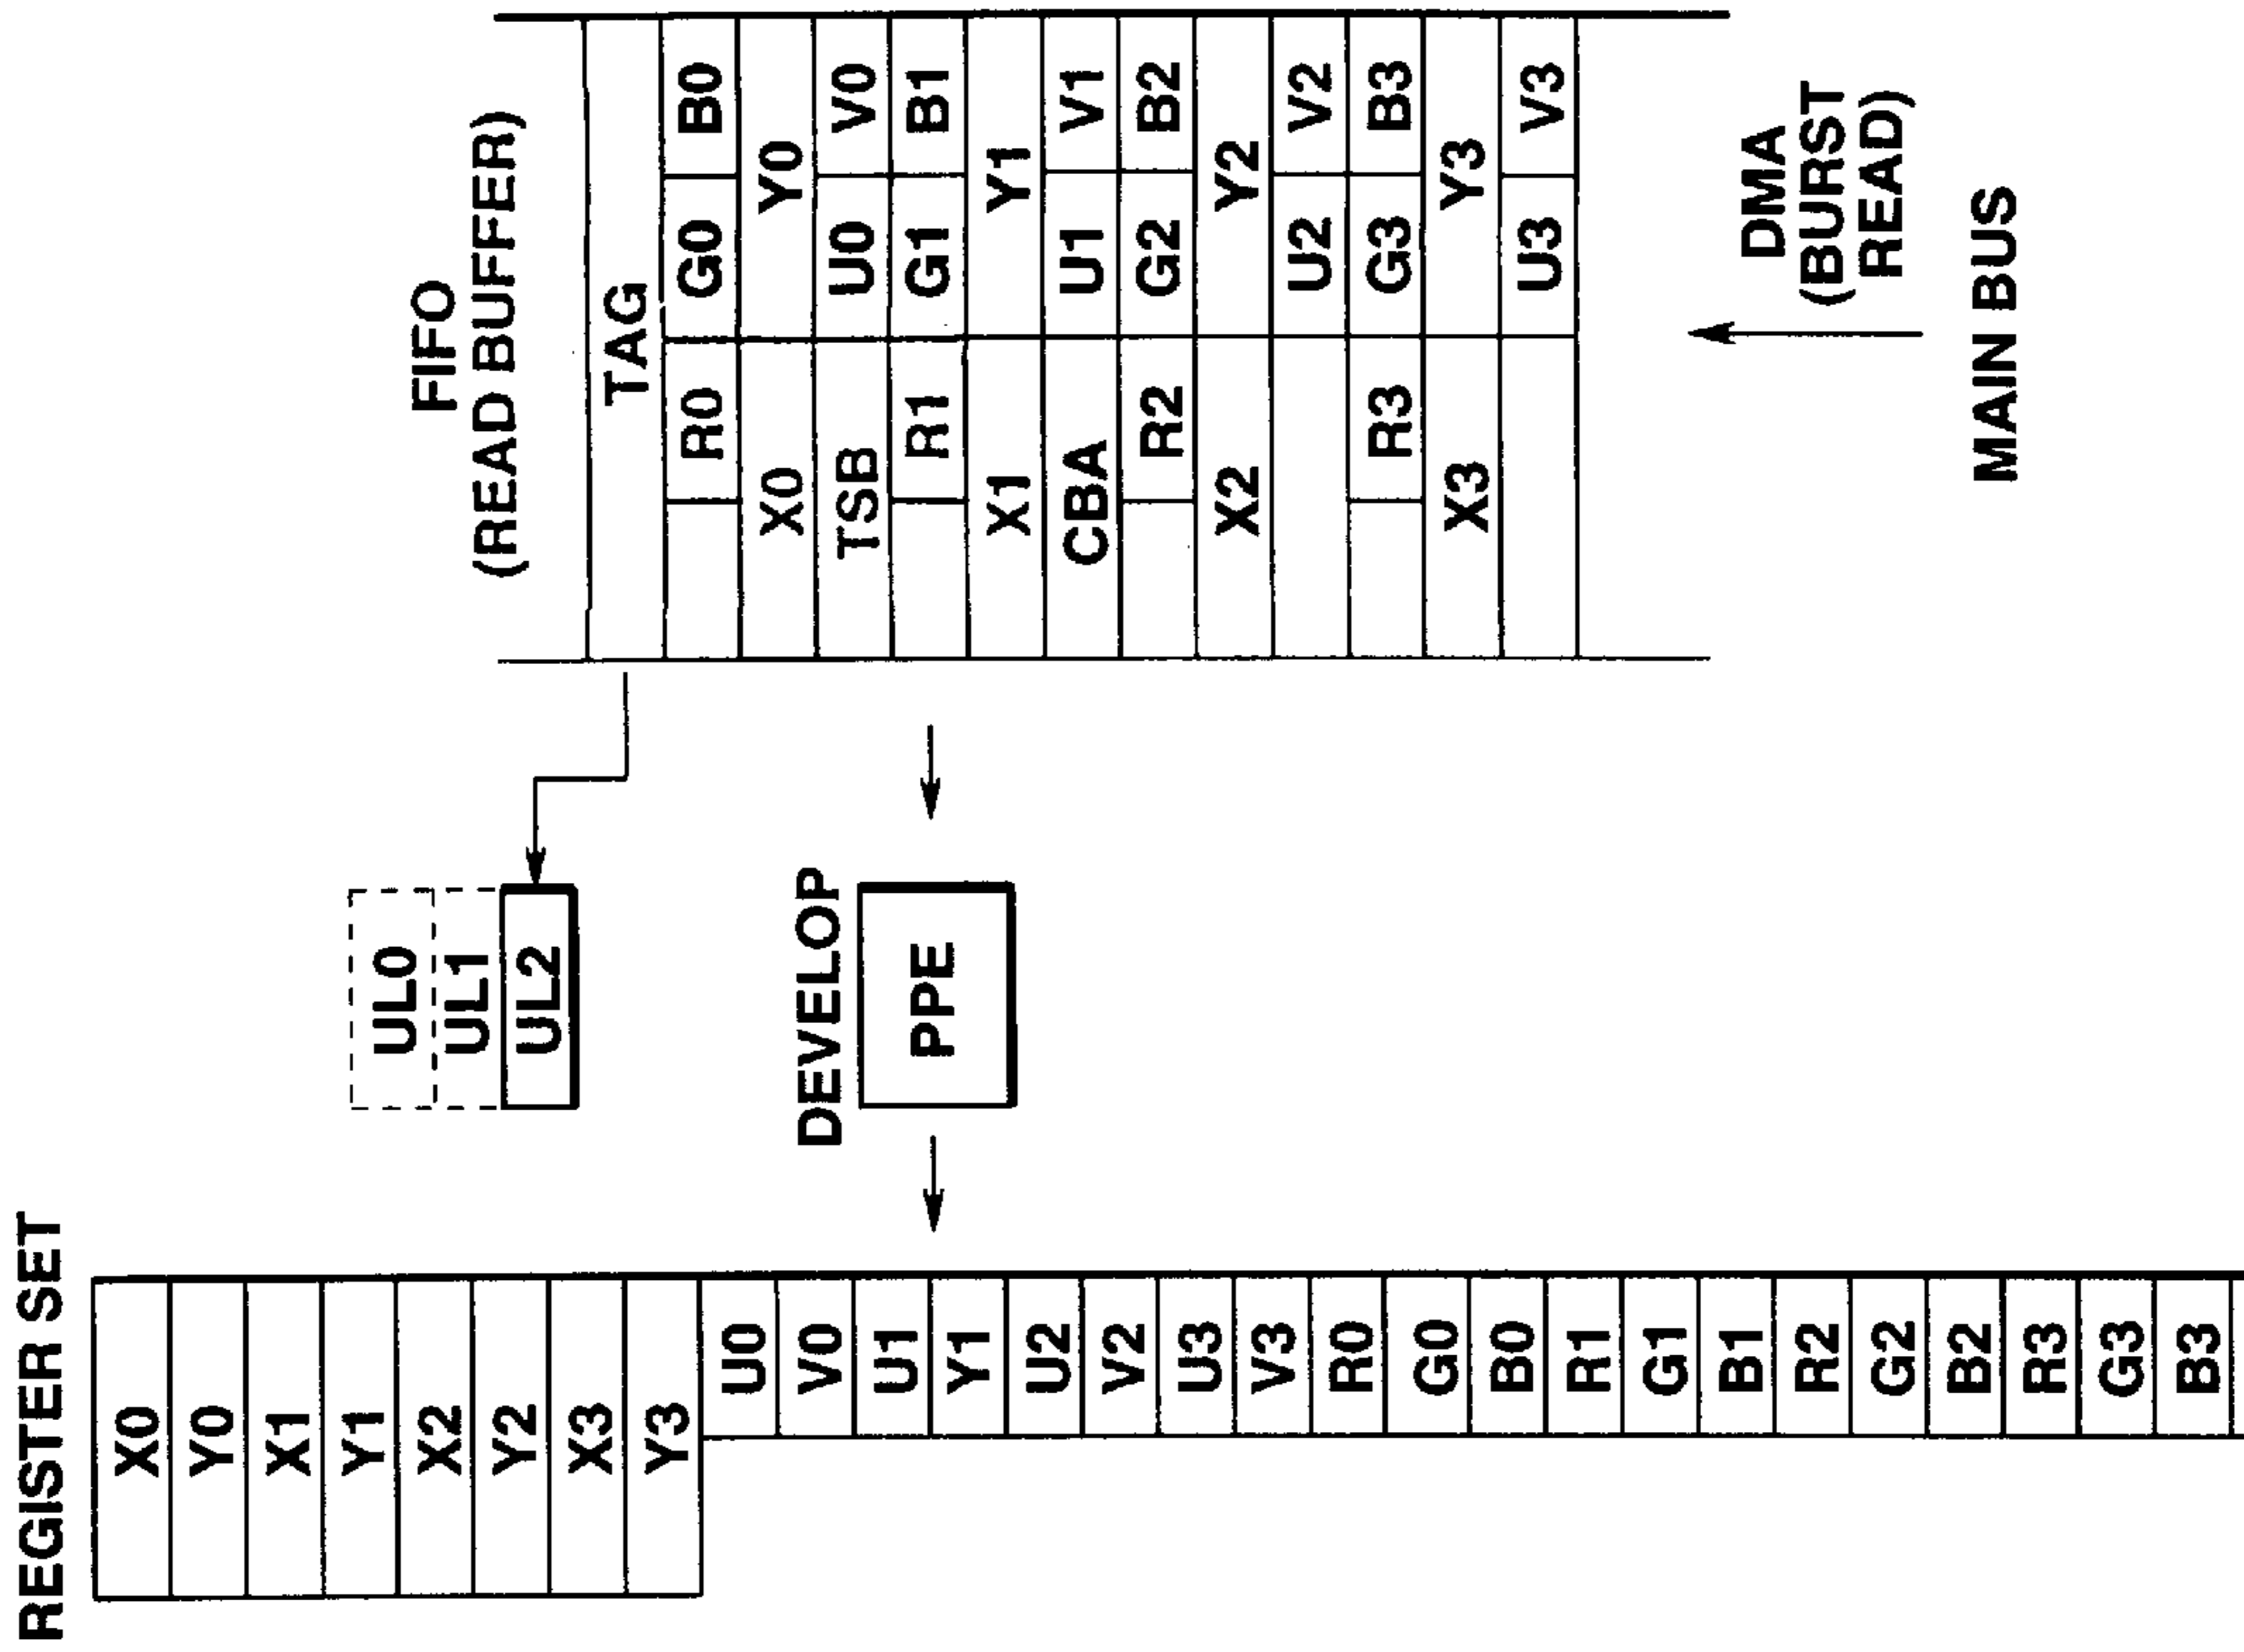 REGISTER SET
X0
Y0
X1
Y1
X2
Y2
X3
Y3
U0
V0
U1
Y1
U2
V2
U3
V3
R0
G0
B0
R1
G1
B1
R2
G2
B2
R3
G3
B3
UL0
UL1
UL2
DEVELOP
PPE
FIFO
(READ BUFFER)
TAG
R0 G0 B0
X0 Y0
TSB U0 V0
R1 G1 B1
X1 Y1
CBA U1 V1
R2 G2 B2
X2 Y2
U2 V2
R3 G3 B3
X3 Y3
U3 V3
DMA
(BURST
READ)
MAIN BUS